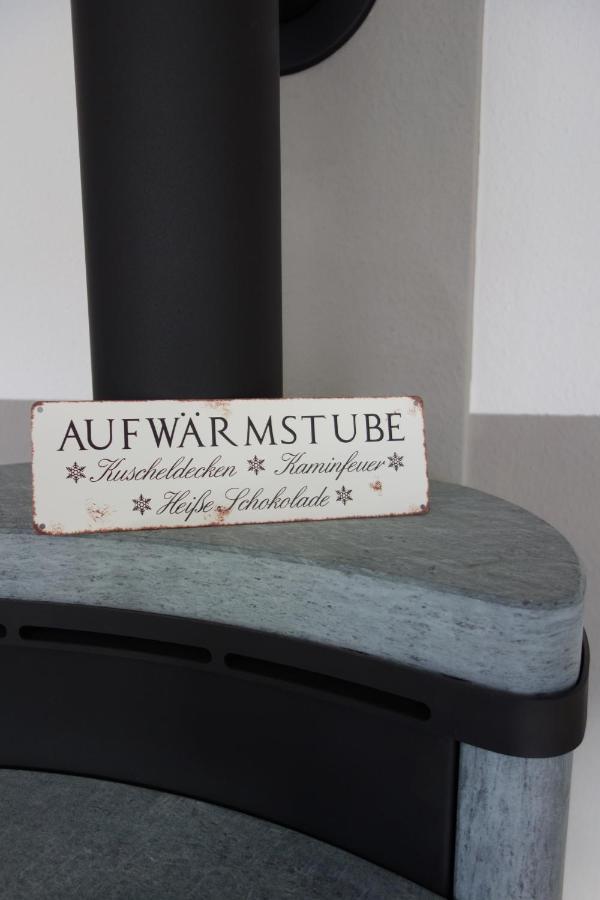 AUFWÄRMSTUBE
Kuscheldecken Kaminfeuer
Heiße Schokolade